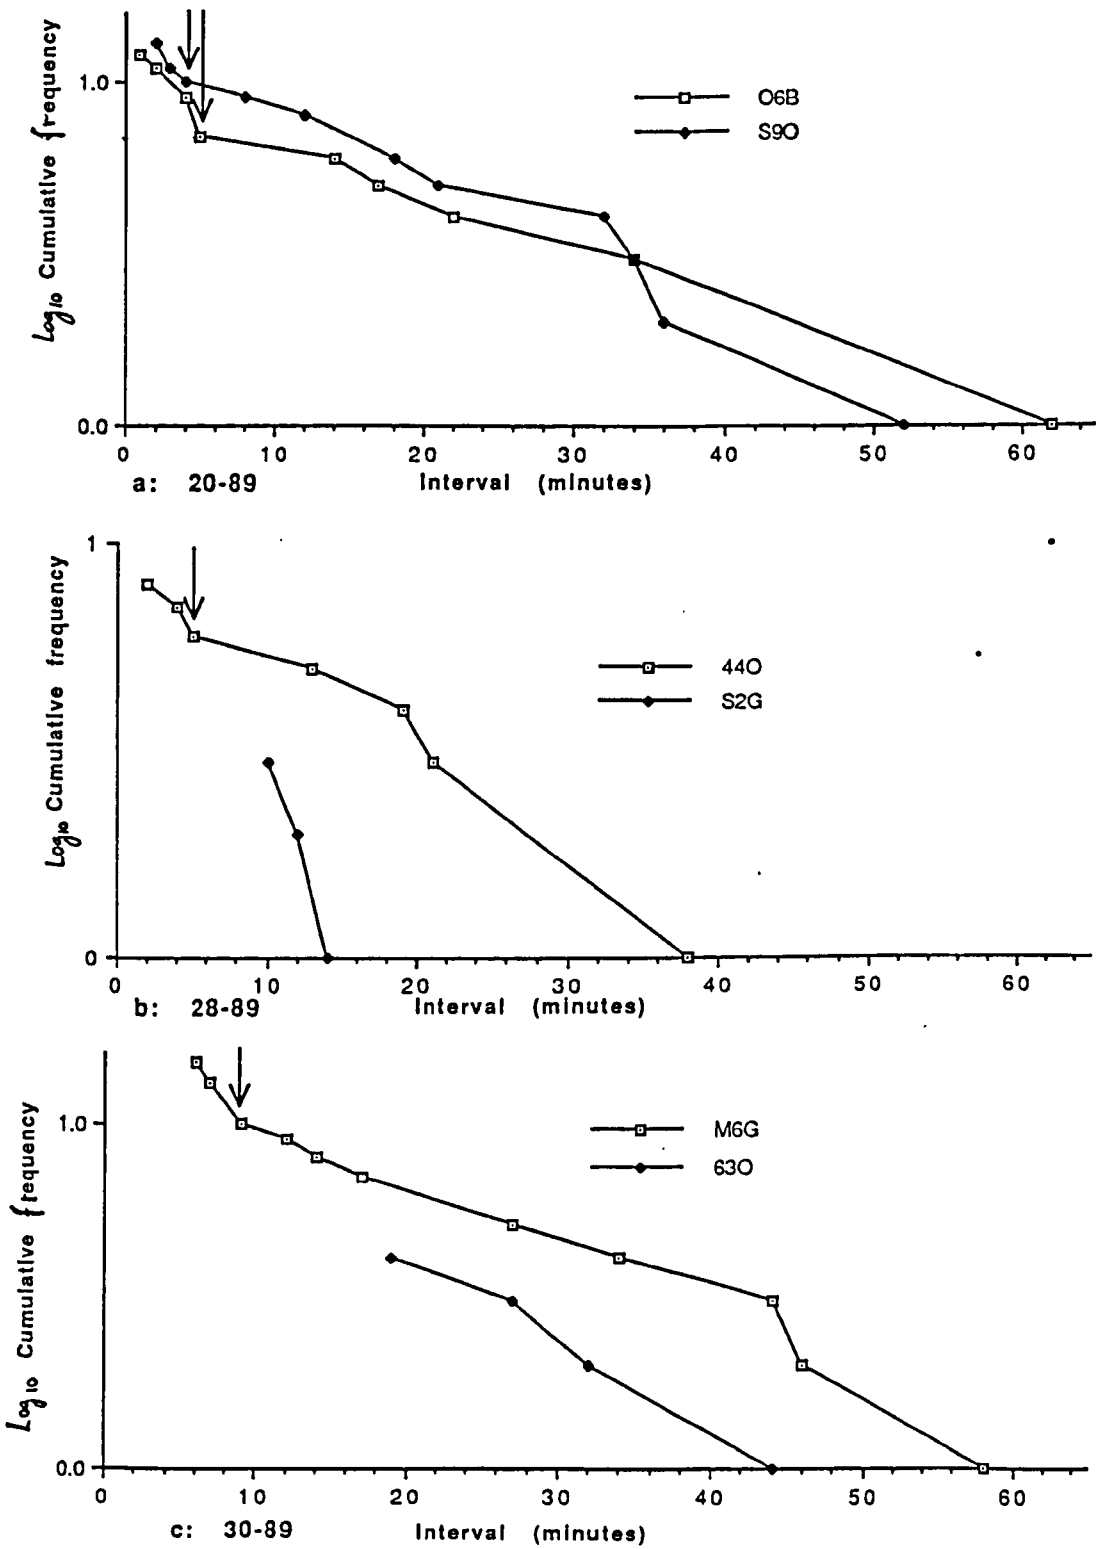 Log10 Cumulative frequency
1.0
0.0
O6B
S9O
0 10 20 30 40 50 60
a: 20-89 Interval (minutes)
Log10 Cumulative frequency
1
0
44O
S2G
0 10 20 30 40 50 60
b: 28-89 Interval (minutes)
Log10 Cumulative frequency
1.0
0.0
M6G
63O
0 10 20 30 40 50 60
c: 30-89 Interval (minutes)